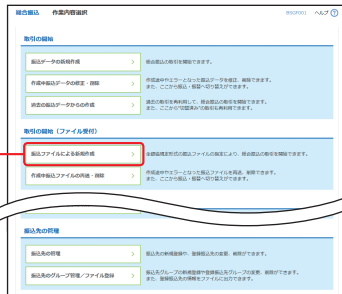 総合振込 作業内容選択 BSGF001 ヘルプ ?
取引の開始
振込データの新規作成 > 総合振込の取引を開始できます。
作成中振込データの修正・削除 > 作成途中やエラーとなった振込データを修正、削除できます。
また、ここから振込・振替へ切り替えができます。
過去の振込データからの作成 > 過去の取引を再利用して、総合振込の取引を開始できます。
また、ここから"切替済み"の取引も再利用できます。
取引の開始（ファイル受付）
振込ファイルによる新規作成 > 全銀協規定形式の振込ファイルの指定により、総合振込の取引を開始できます。
作成中振込ファイルの再送・削除 > 作成途中やエラーとなった振込ファイルを再送、削除できます。
また、ここから振込・振替へ切り替えができます。
振込先の管理
振込先の管理 > 振込先の新規登録や、登録振込先の変更、削除ができます。
振込先のグループ管理／ファイル登録 > 振込先グループの新規登録や登録振込先グループの変更、削除ができます。
また、登録振込先の情報をファイルに出力できます。